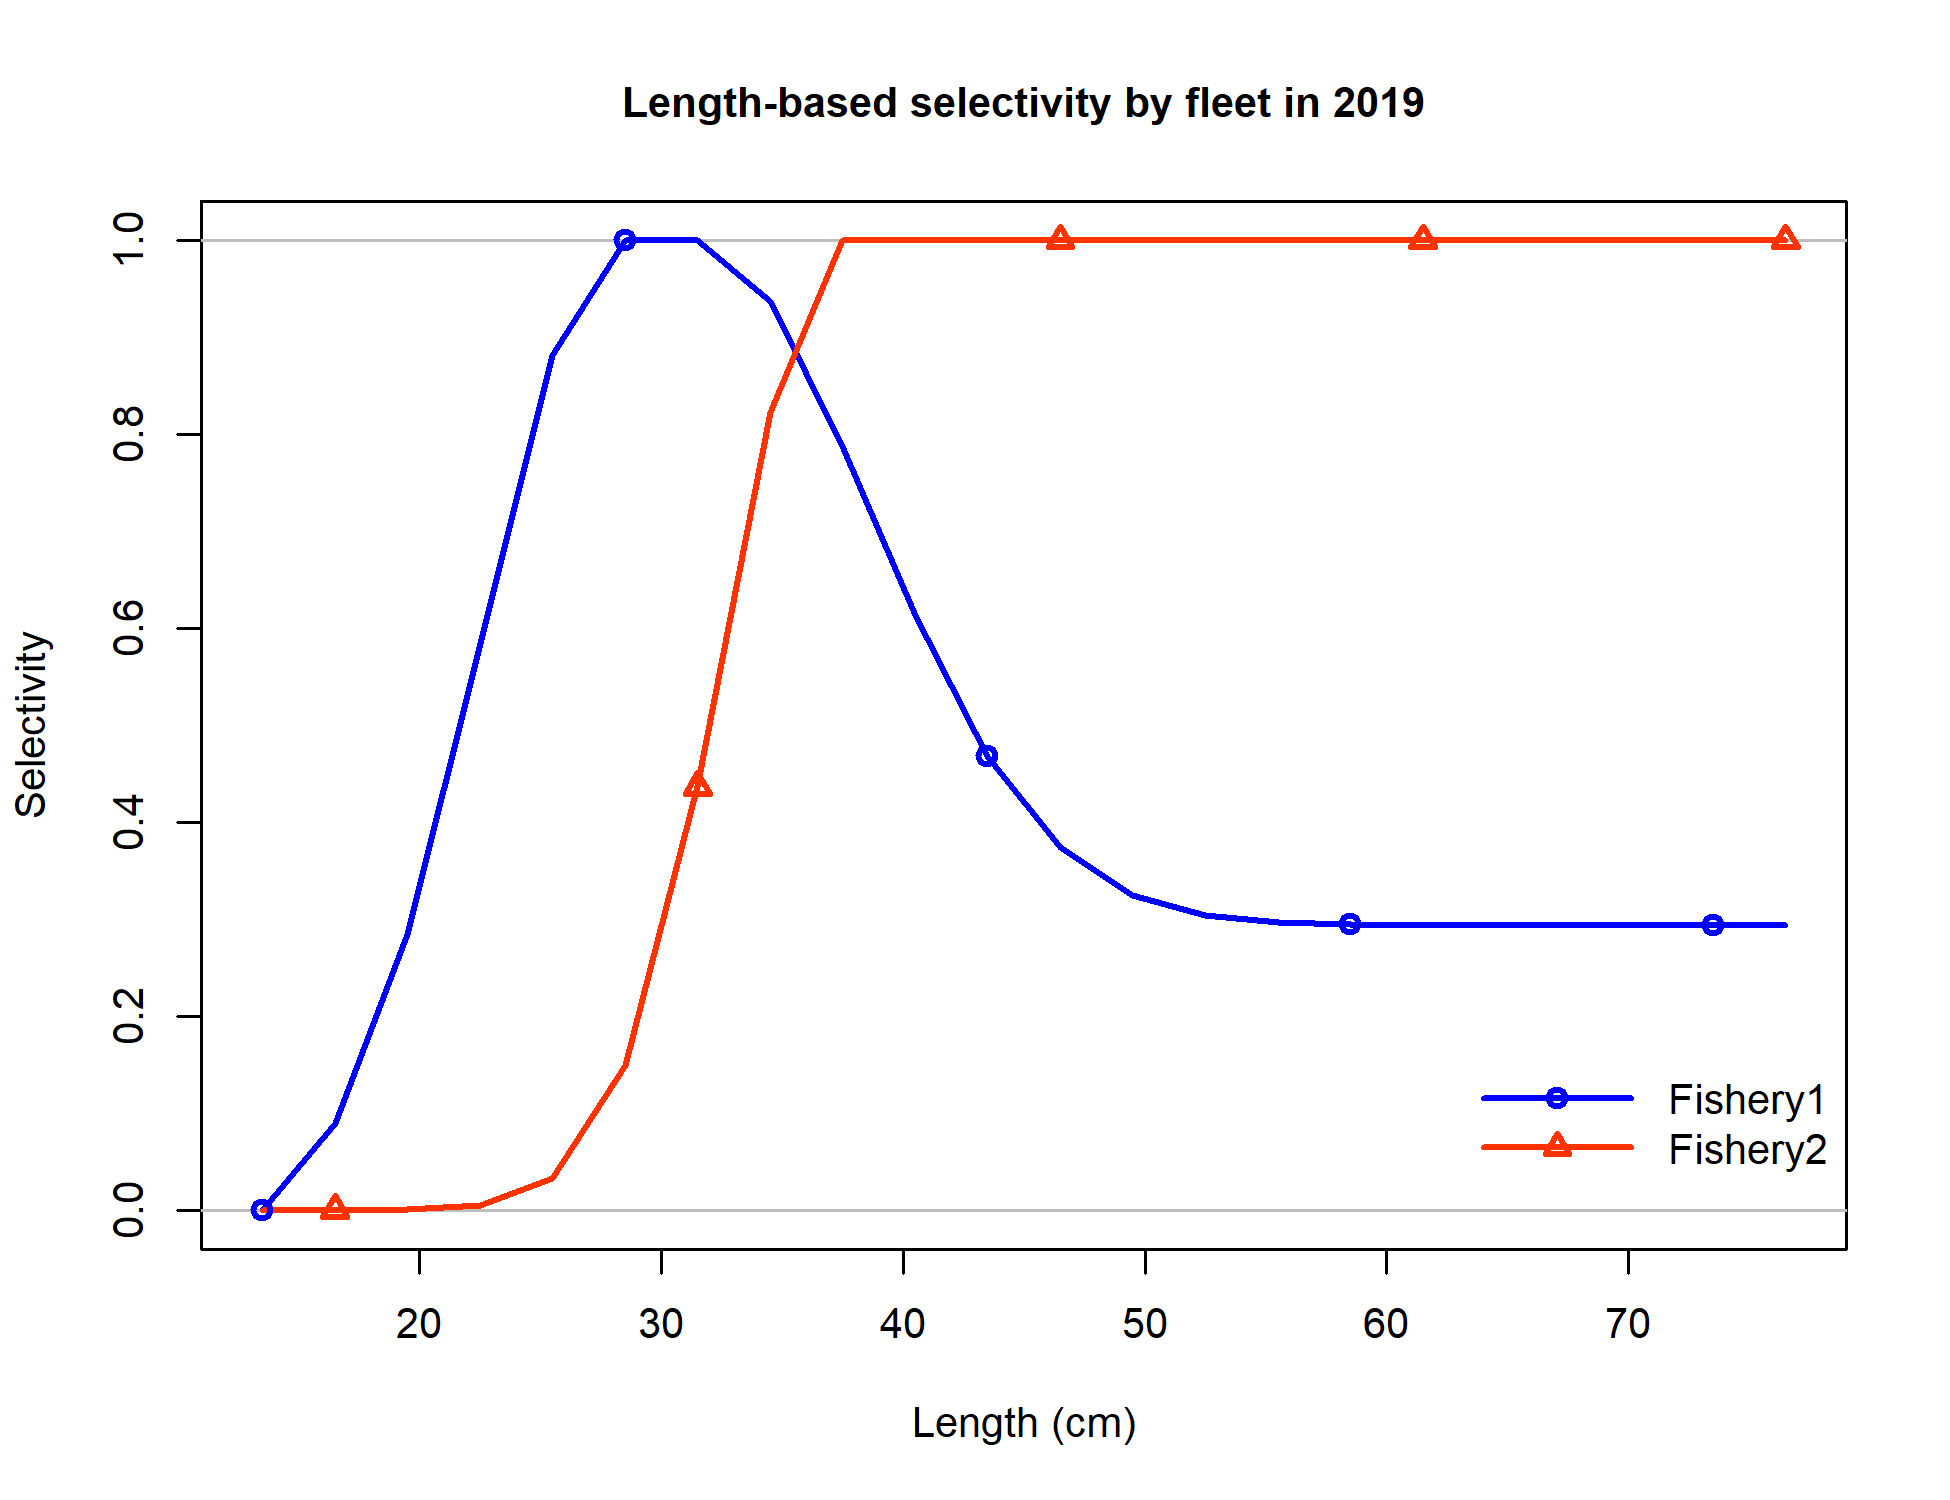 Length-based selectivity by fleet in 2019
Selectivity
1.0
0.8
0.6
0.4
0.2
0.0
20 30 40 50 60 70
Length (cm)
Fishery1
Fishery2